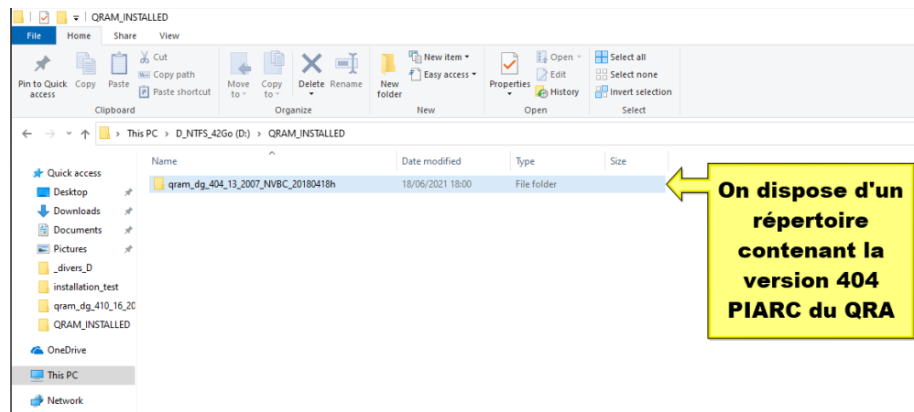 QRAM_INSTALLED
File Home Share View
Pin to Quick access
Copy
Paste
Cut
Copy path
Paste shortcut
Clipboard
Move to
Copy to
Delete
Rename
Organize
New folder
New item
Easy access
New
Properties
Open
Edit
History
Open
Select all
Select none
Invert selection
Select
This PC > D_NTFS_42Go (D:) > QRAM_INSTALLED
Name Date modified Type Size
qram_dg_404_13_2007_NVBC_20180418h 18/06/2021 18:00 File folder
Quick access
Desktop
Downloads
Documents
Pictures
_divers_D
installation_test
qram_dg_410_16_20
QRAM_INSTALLED
OneDrive
This PC
Network
On dispose d'un
répertoire
contenant la
version 404
PIARC du QRA